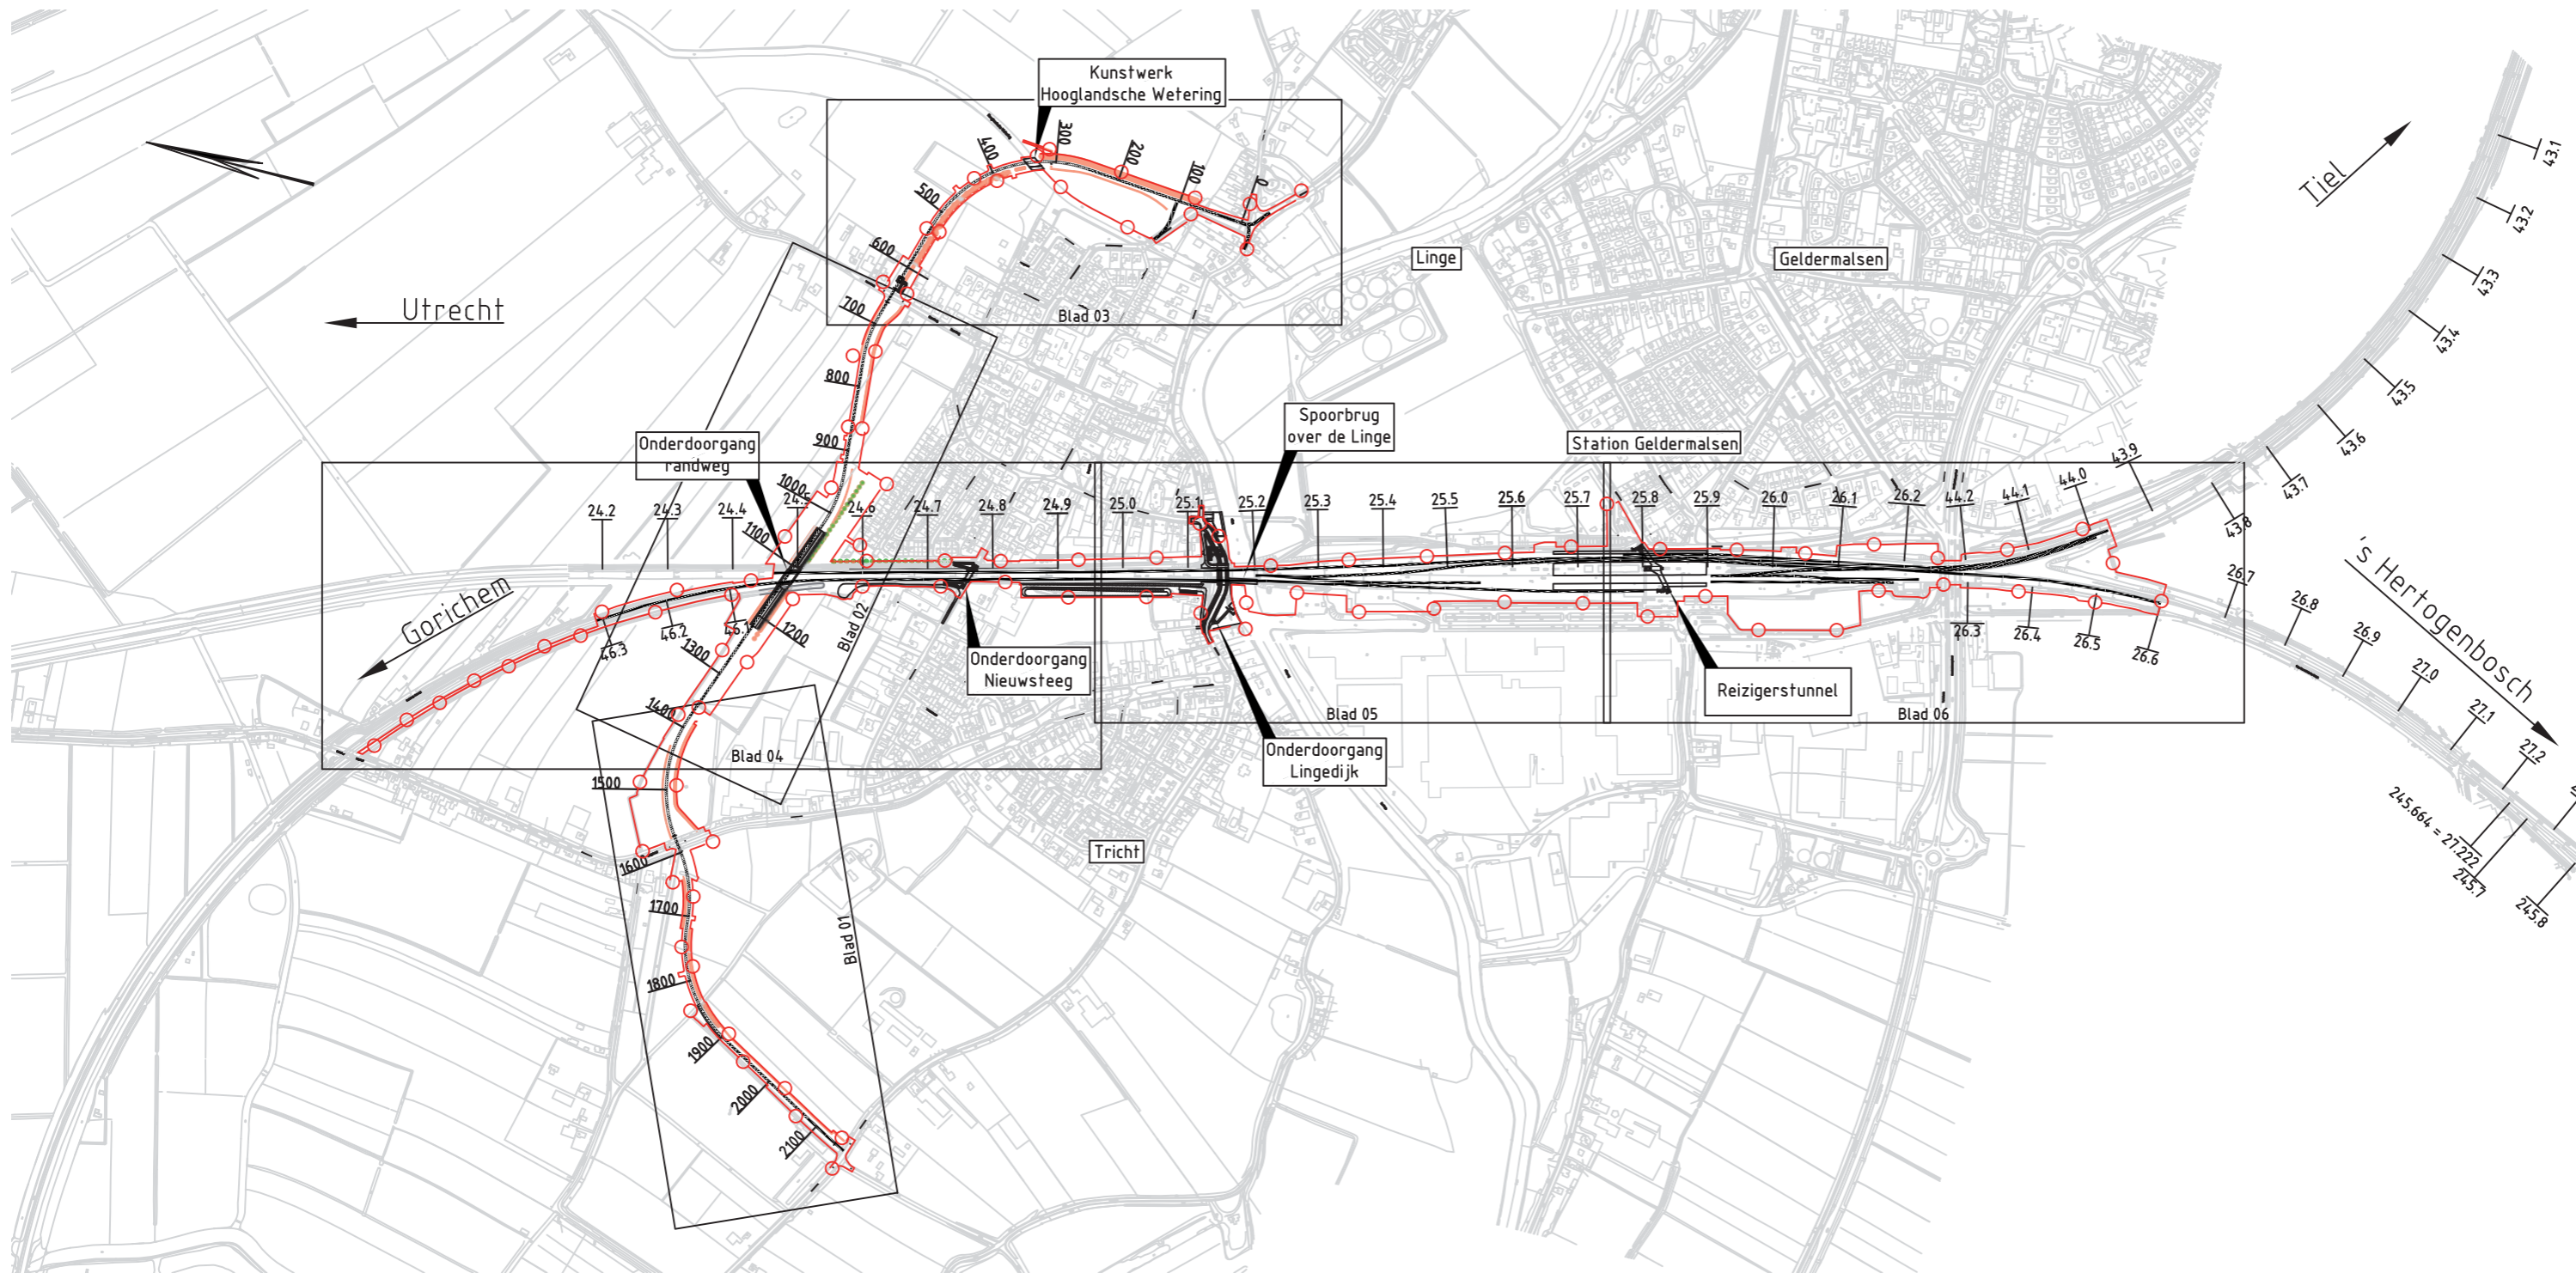 Kunstwerk
Hooglandsche Wetering
300
400
200
100
0
500
600
700
800
900
1000
1100
1200
1300
1400
1500
1600
1700
1800
1900
2000
2100
Blad 03
Utrecht
Linge
Geldermalsen
Tiel
43.1
43.2
43.3
43.4
43.5
43.6
43.7
43.8
43.9
44.0
44.1
44.2
Spoorbrug
over de Linge
Station Geldermalsen
Onderdoorgang
randweg
24.2
24.3
24.4
24.5
24.6
24.7
24.8
24.9
25.0
25.1
25.2
25.3
25.4
25.5
25.6
25.7
25.8
25.9
26.0
26.1
26.2
26.3
26.4
26.5
26.6
26.7
26.8
26.9
27.0
27.1
27.2
245.664 = 27.222
245.7
245.8
's Hertogenbosch
Gorichem
46.3
46.2
46.1
Blad 02
Onderdoorgang
Nieuwsteeg
Reizigerstunnel
Blad 05
Blad 06
Blad 04
Onderdoorgang
Lingedijk
Tricht
Blad 01